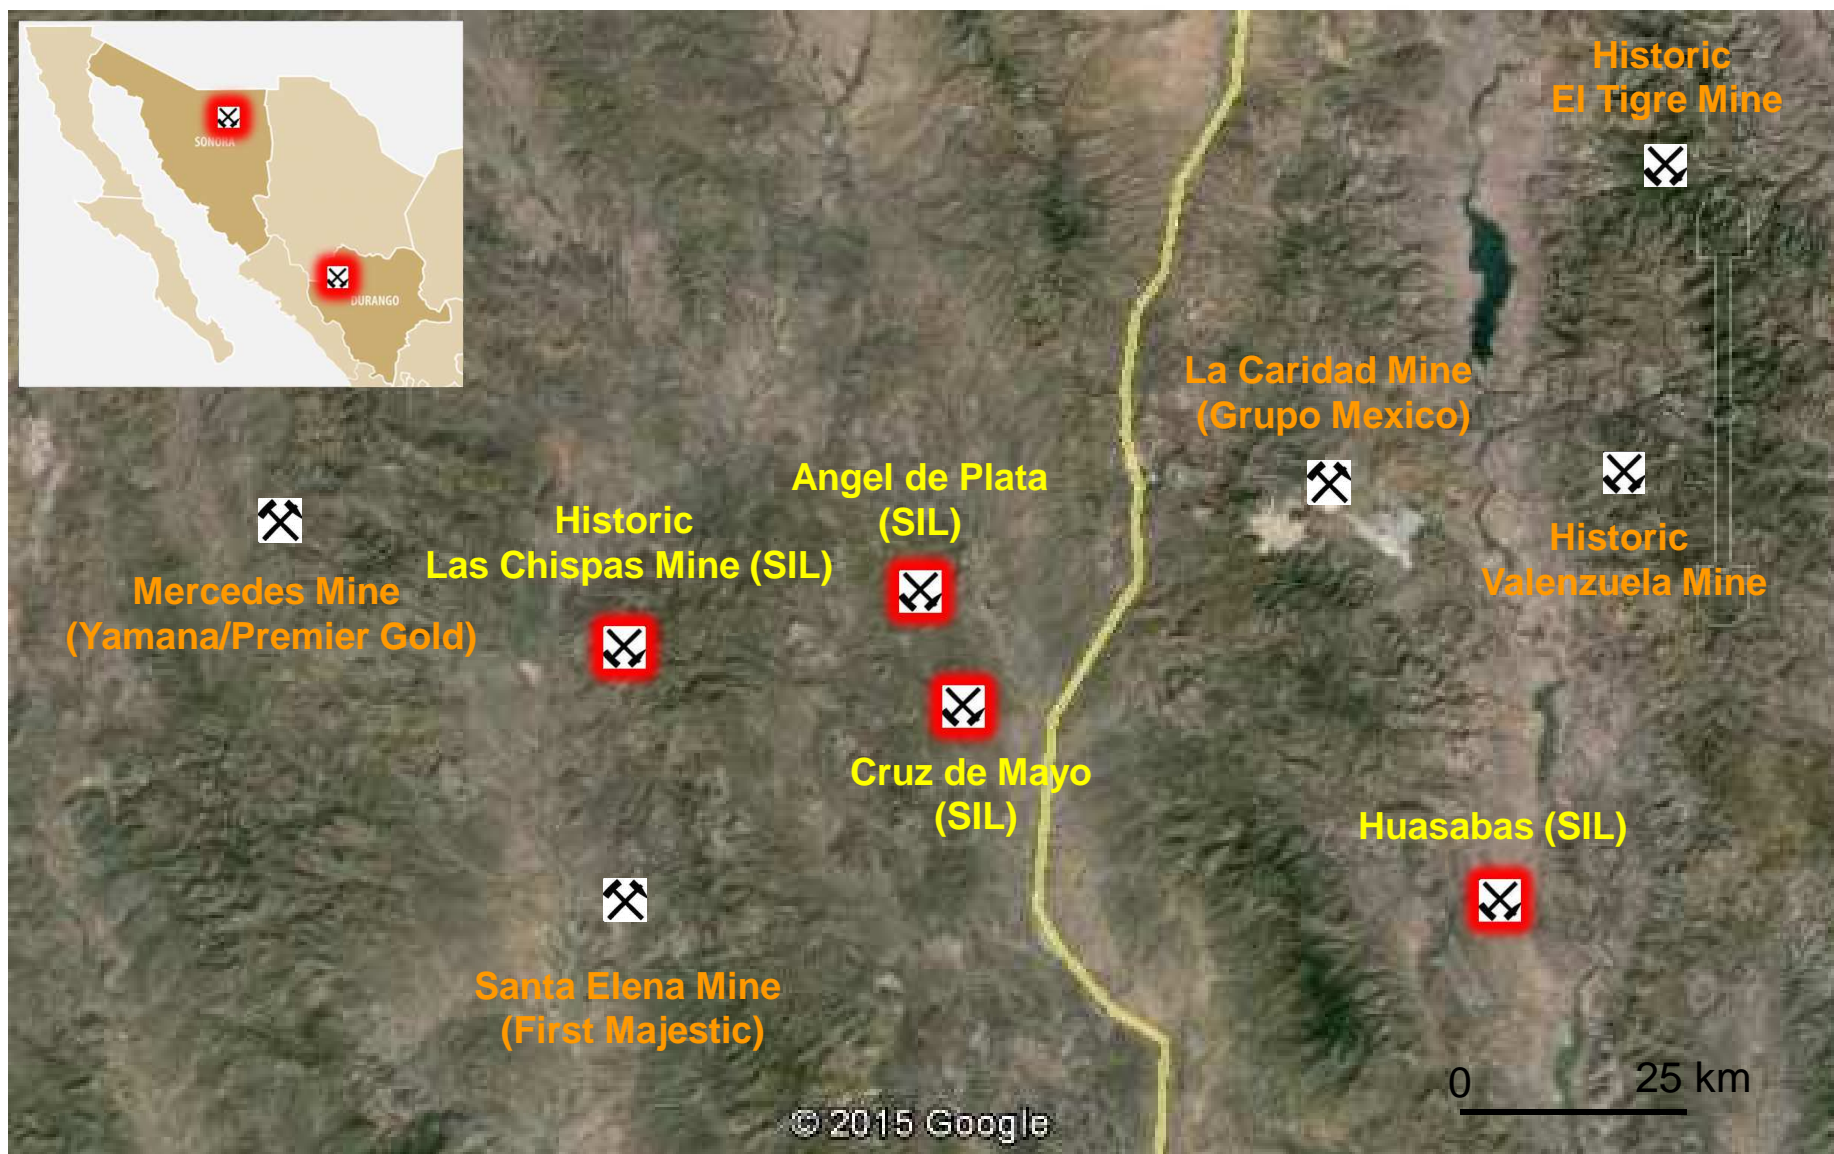 SONORA
DURANGO
Historic
El Tigre Mine
La Caridad Mine
(Grupo Mexico)
Angel de Plata
(SIL)
Historic
Las Chispas Mine (SIL)
Historic
Valenzuela Mine
Mercedes Mine
(Yamana/Premier Gold)
Cruz de Mayo
(SIL)
Huasabas (SIL)
Santa Elena Mine
(First Majestic)
0
25 km
© 2015 Google